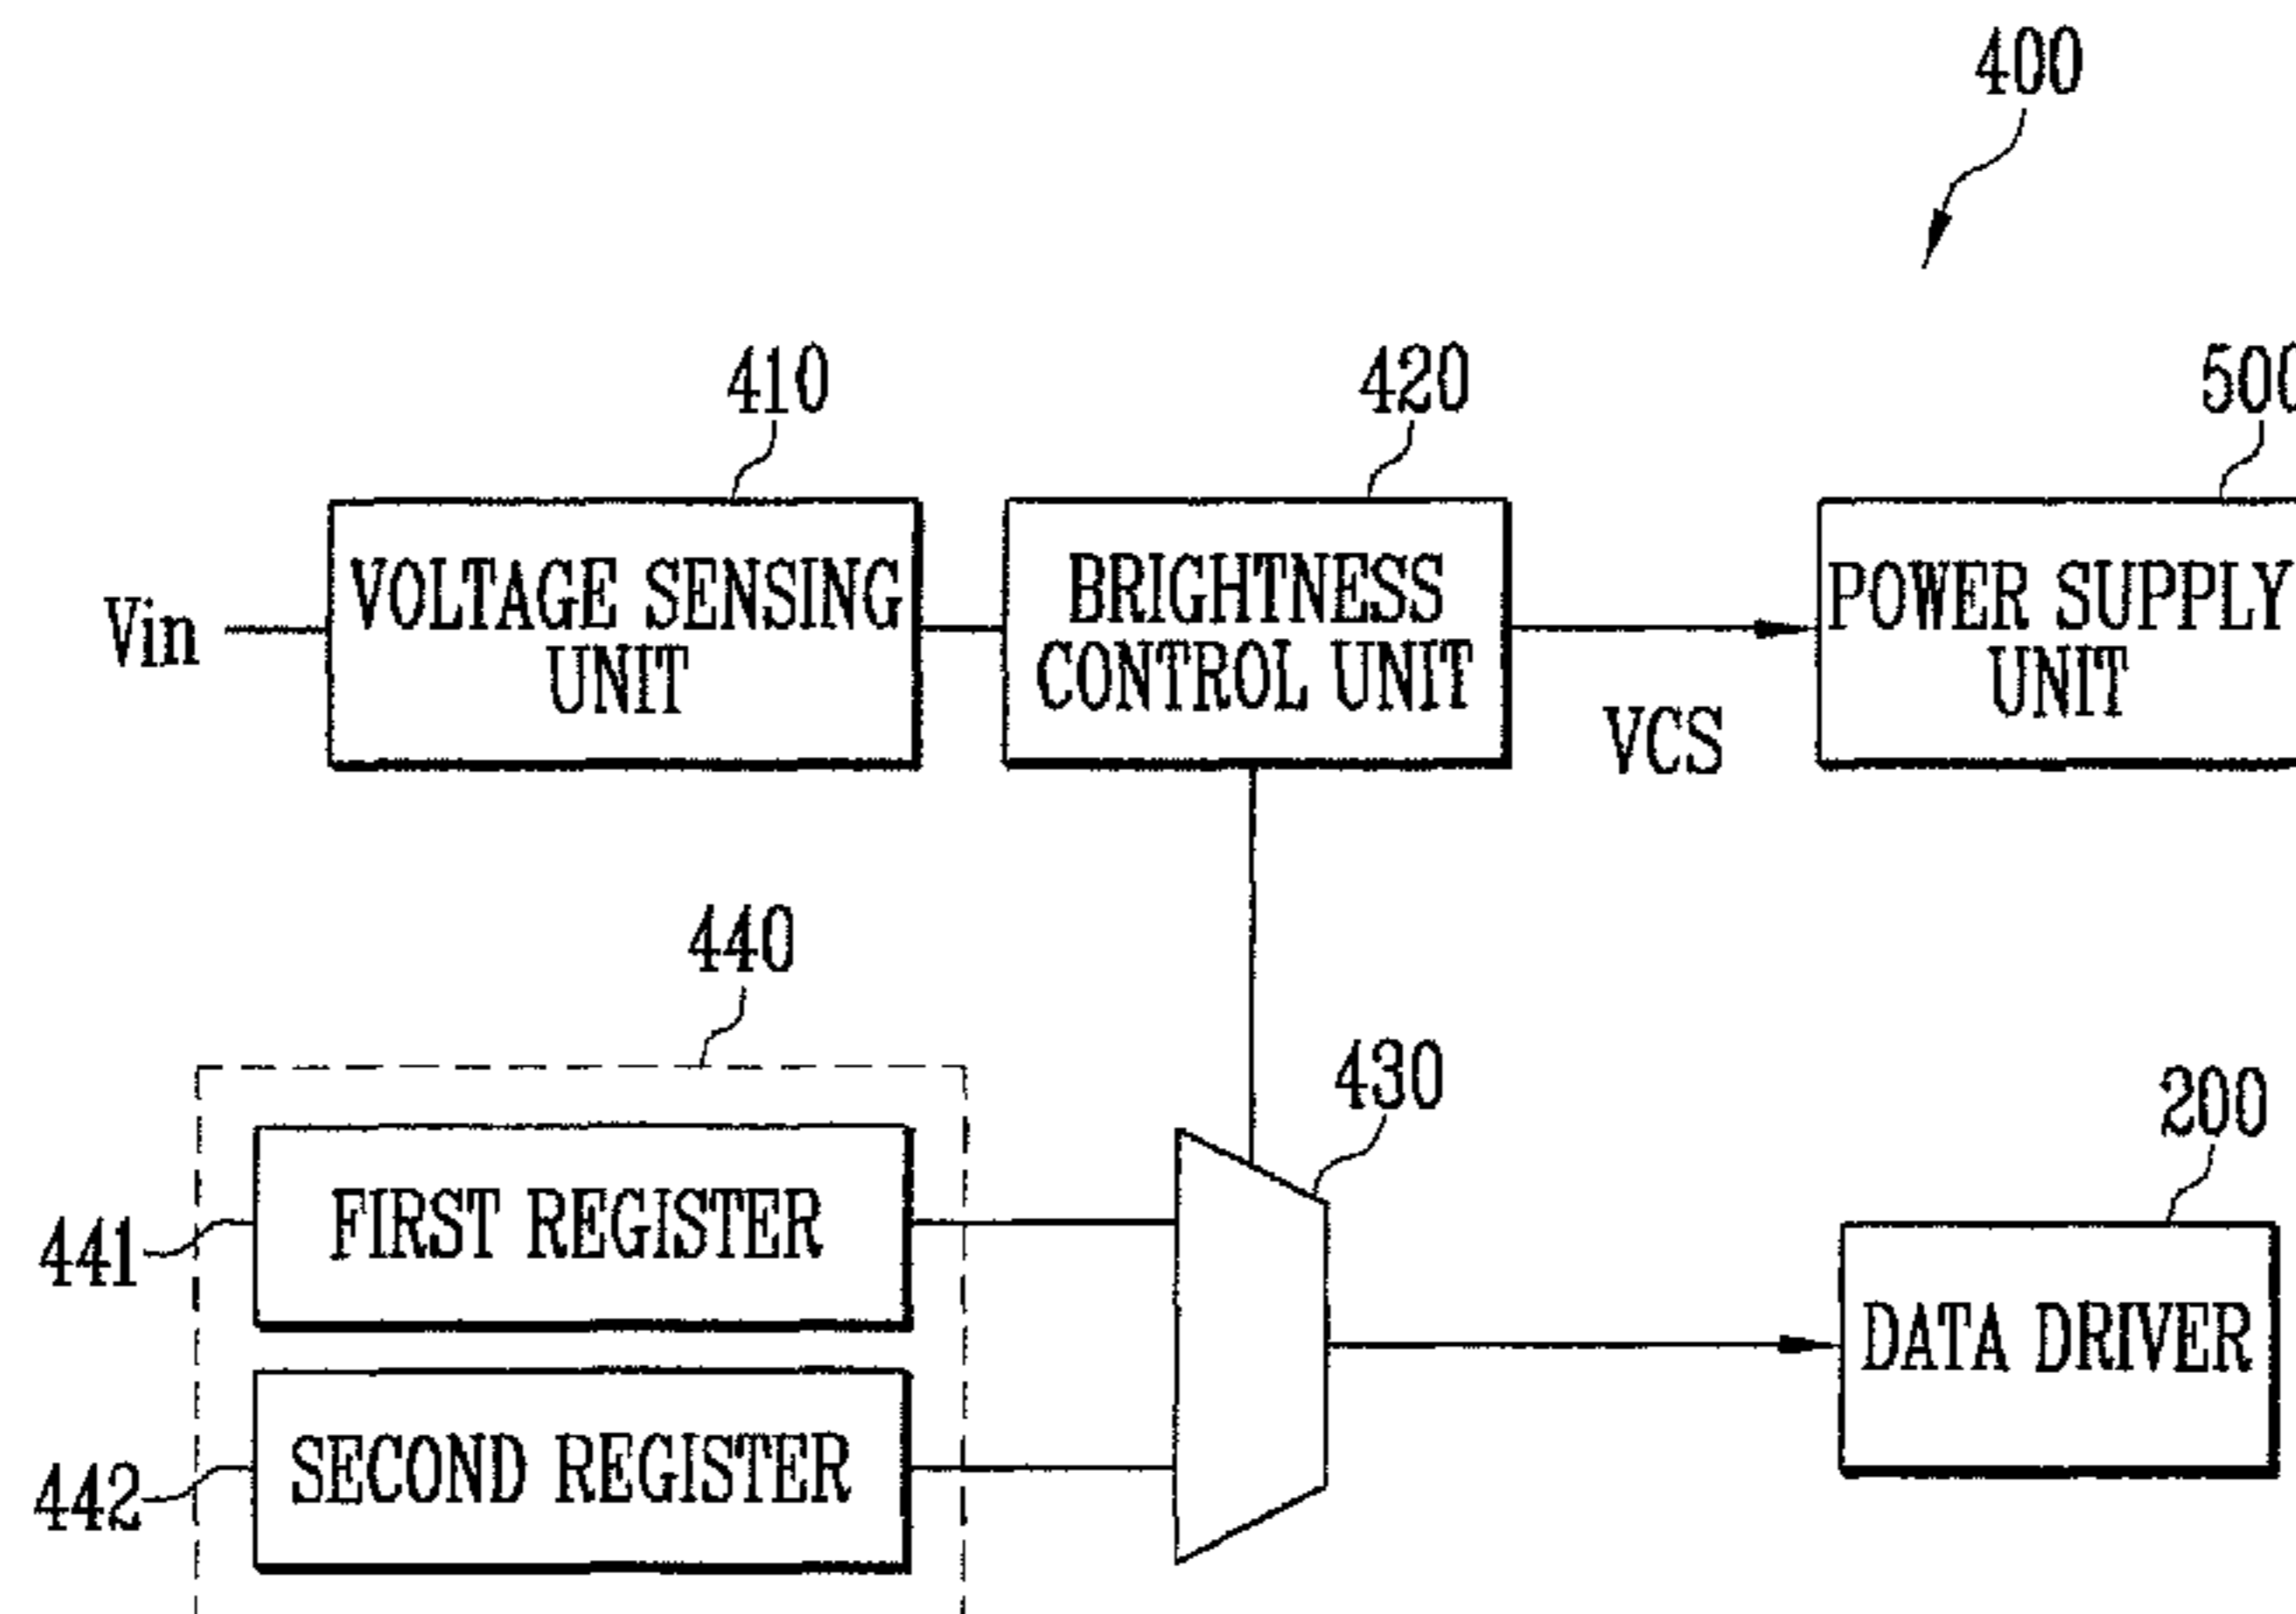 400
410
420
500
Vin
VOLTAGE SENSING
UNIT
BRIGHTNESS
CONTROL UNIT
VCS
POWER SUPPLY
UNIT
440
430
200
441
FIRST REGISTER
DATA DRIVER
442
SECOND REGISTER